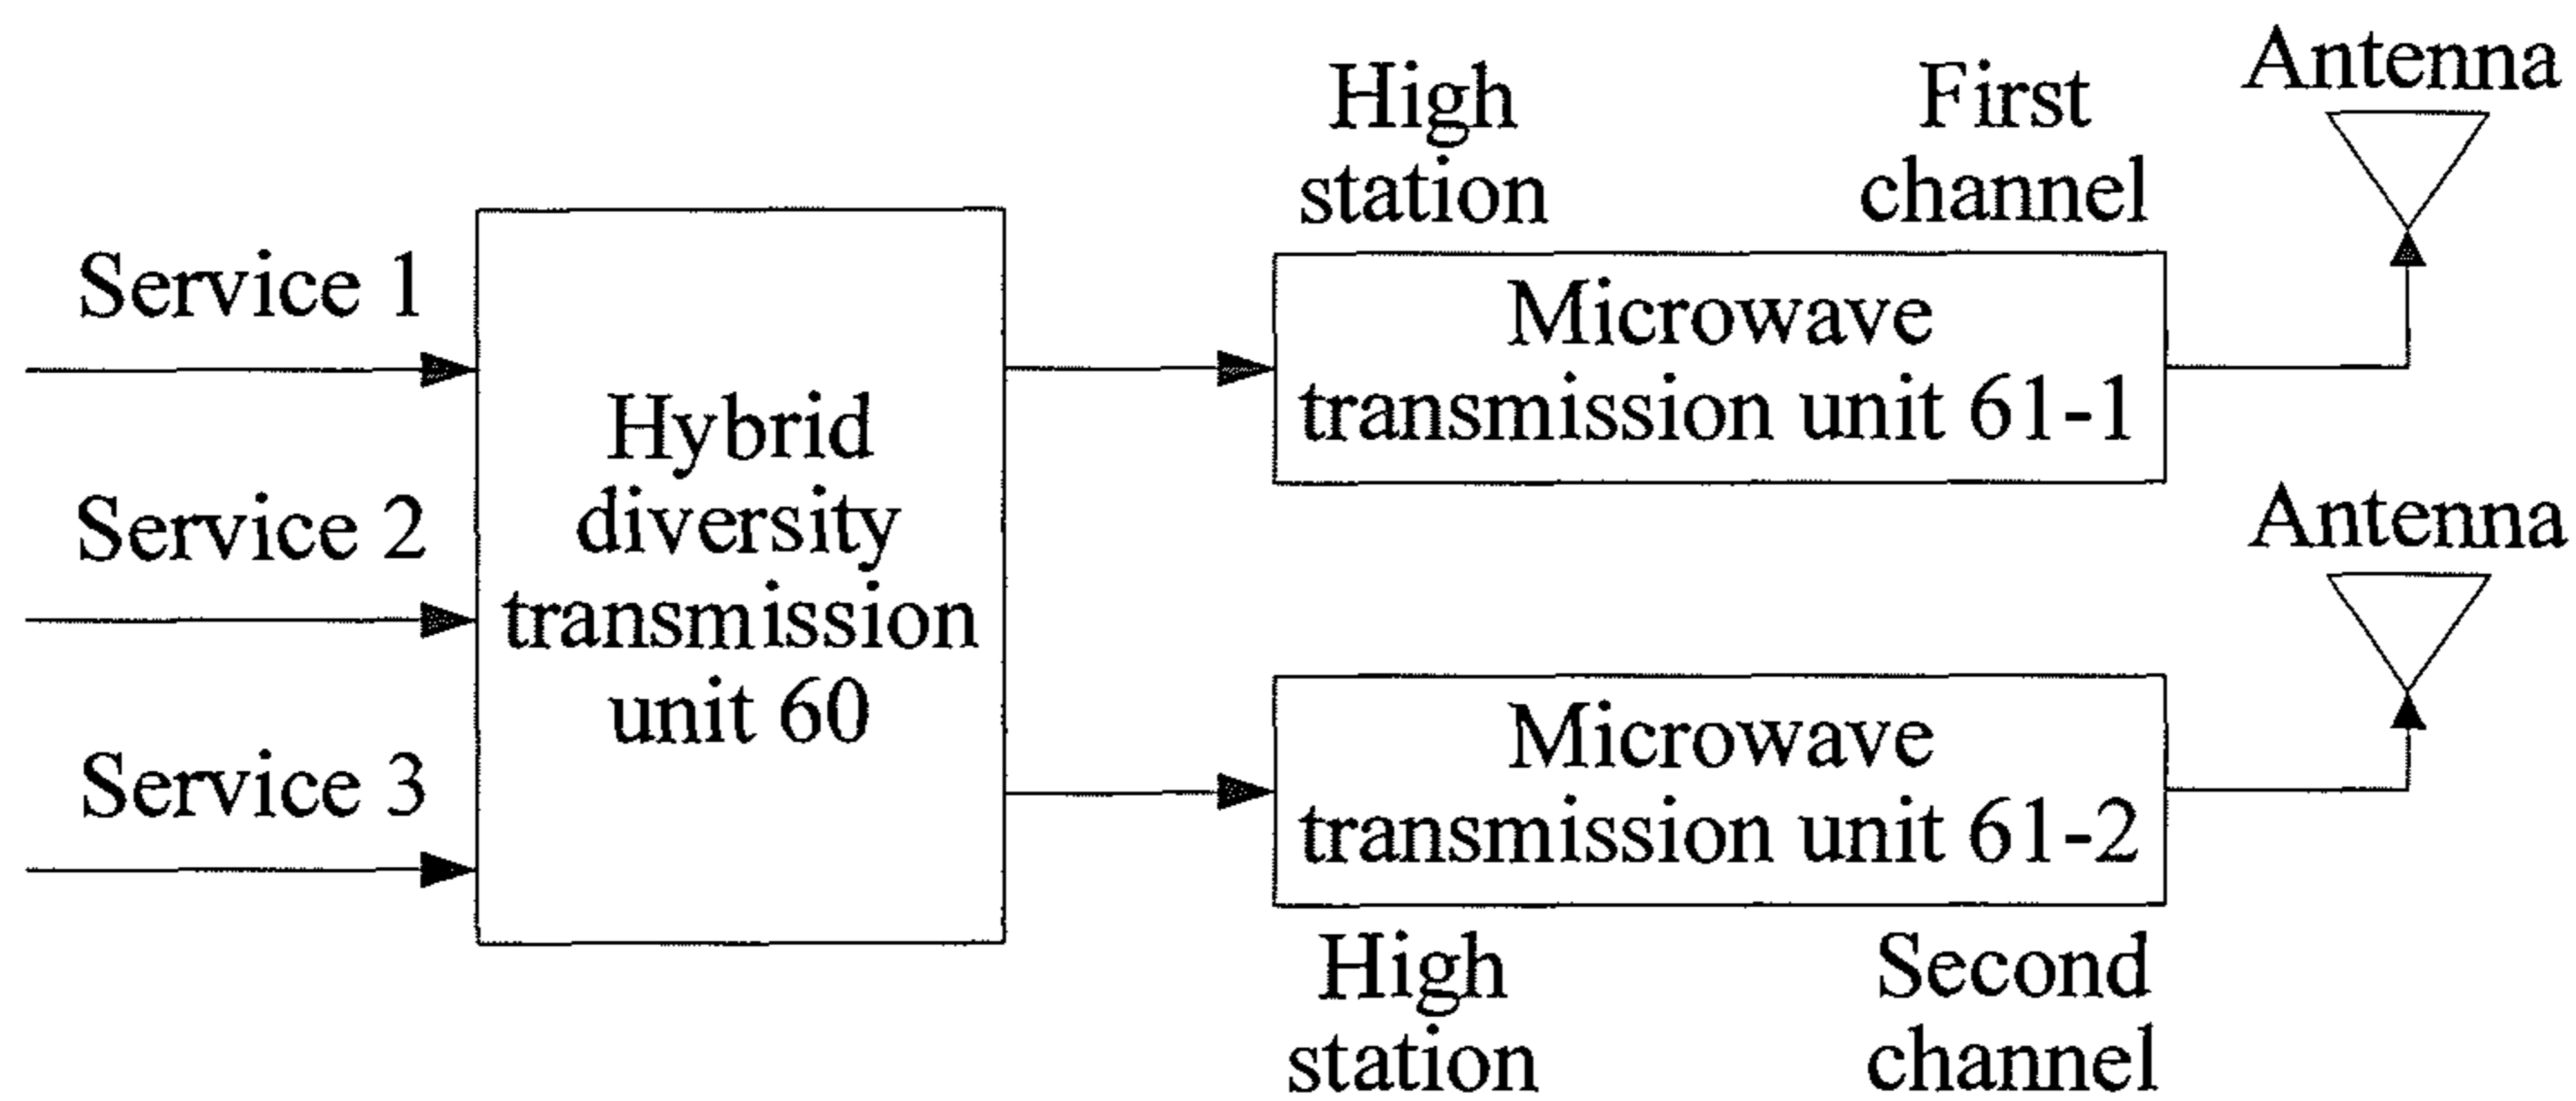 Service 1
Service 2
Service 3
Hybrid
diversity
transmission
unit 60
High
station
First
channel
Antenna
Microwave
transmission unit 61-1
Antenna
Microwave
transmission unit 61-2
High
station
Second
channel